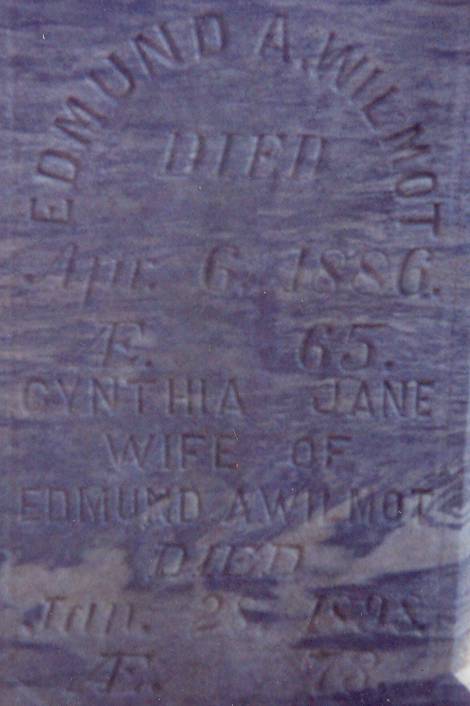 EDMUND A. WILMOT
DIED
Apr. 6. 1886.
Æ. 65.
CYNTHIA JANE
WIFE OF
EDMUND A WILMOT
DIED
Jan. 28, 1898.
Æ. 73